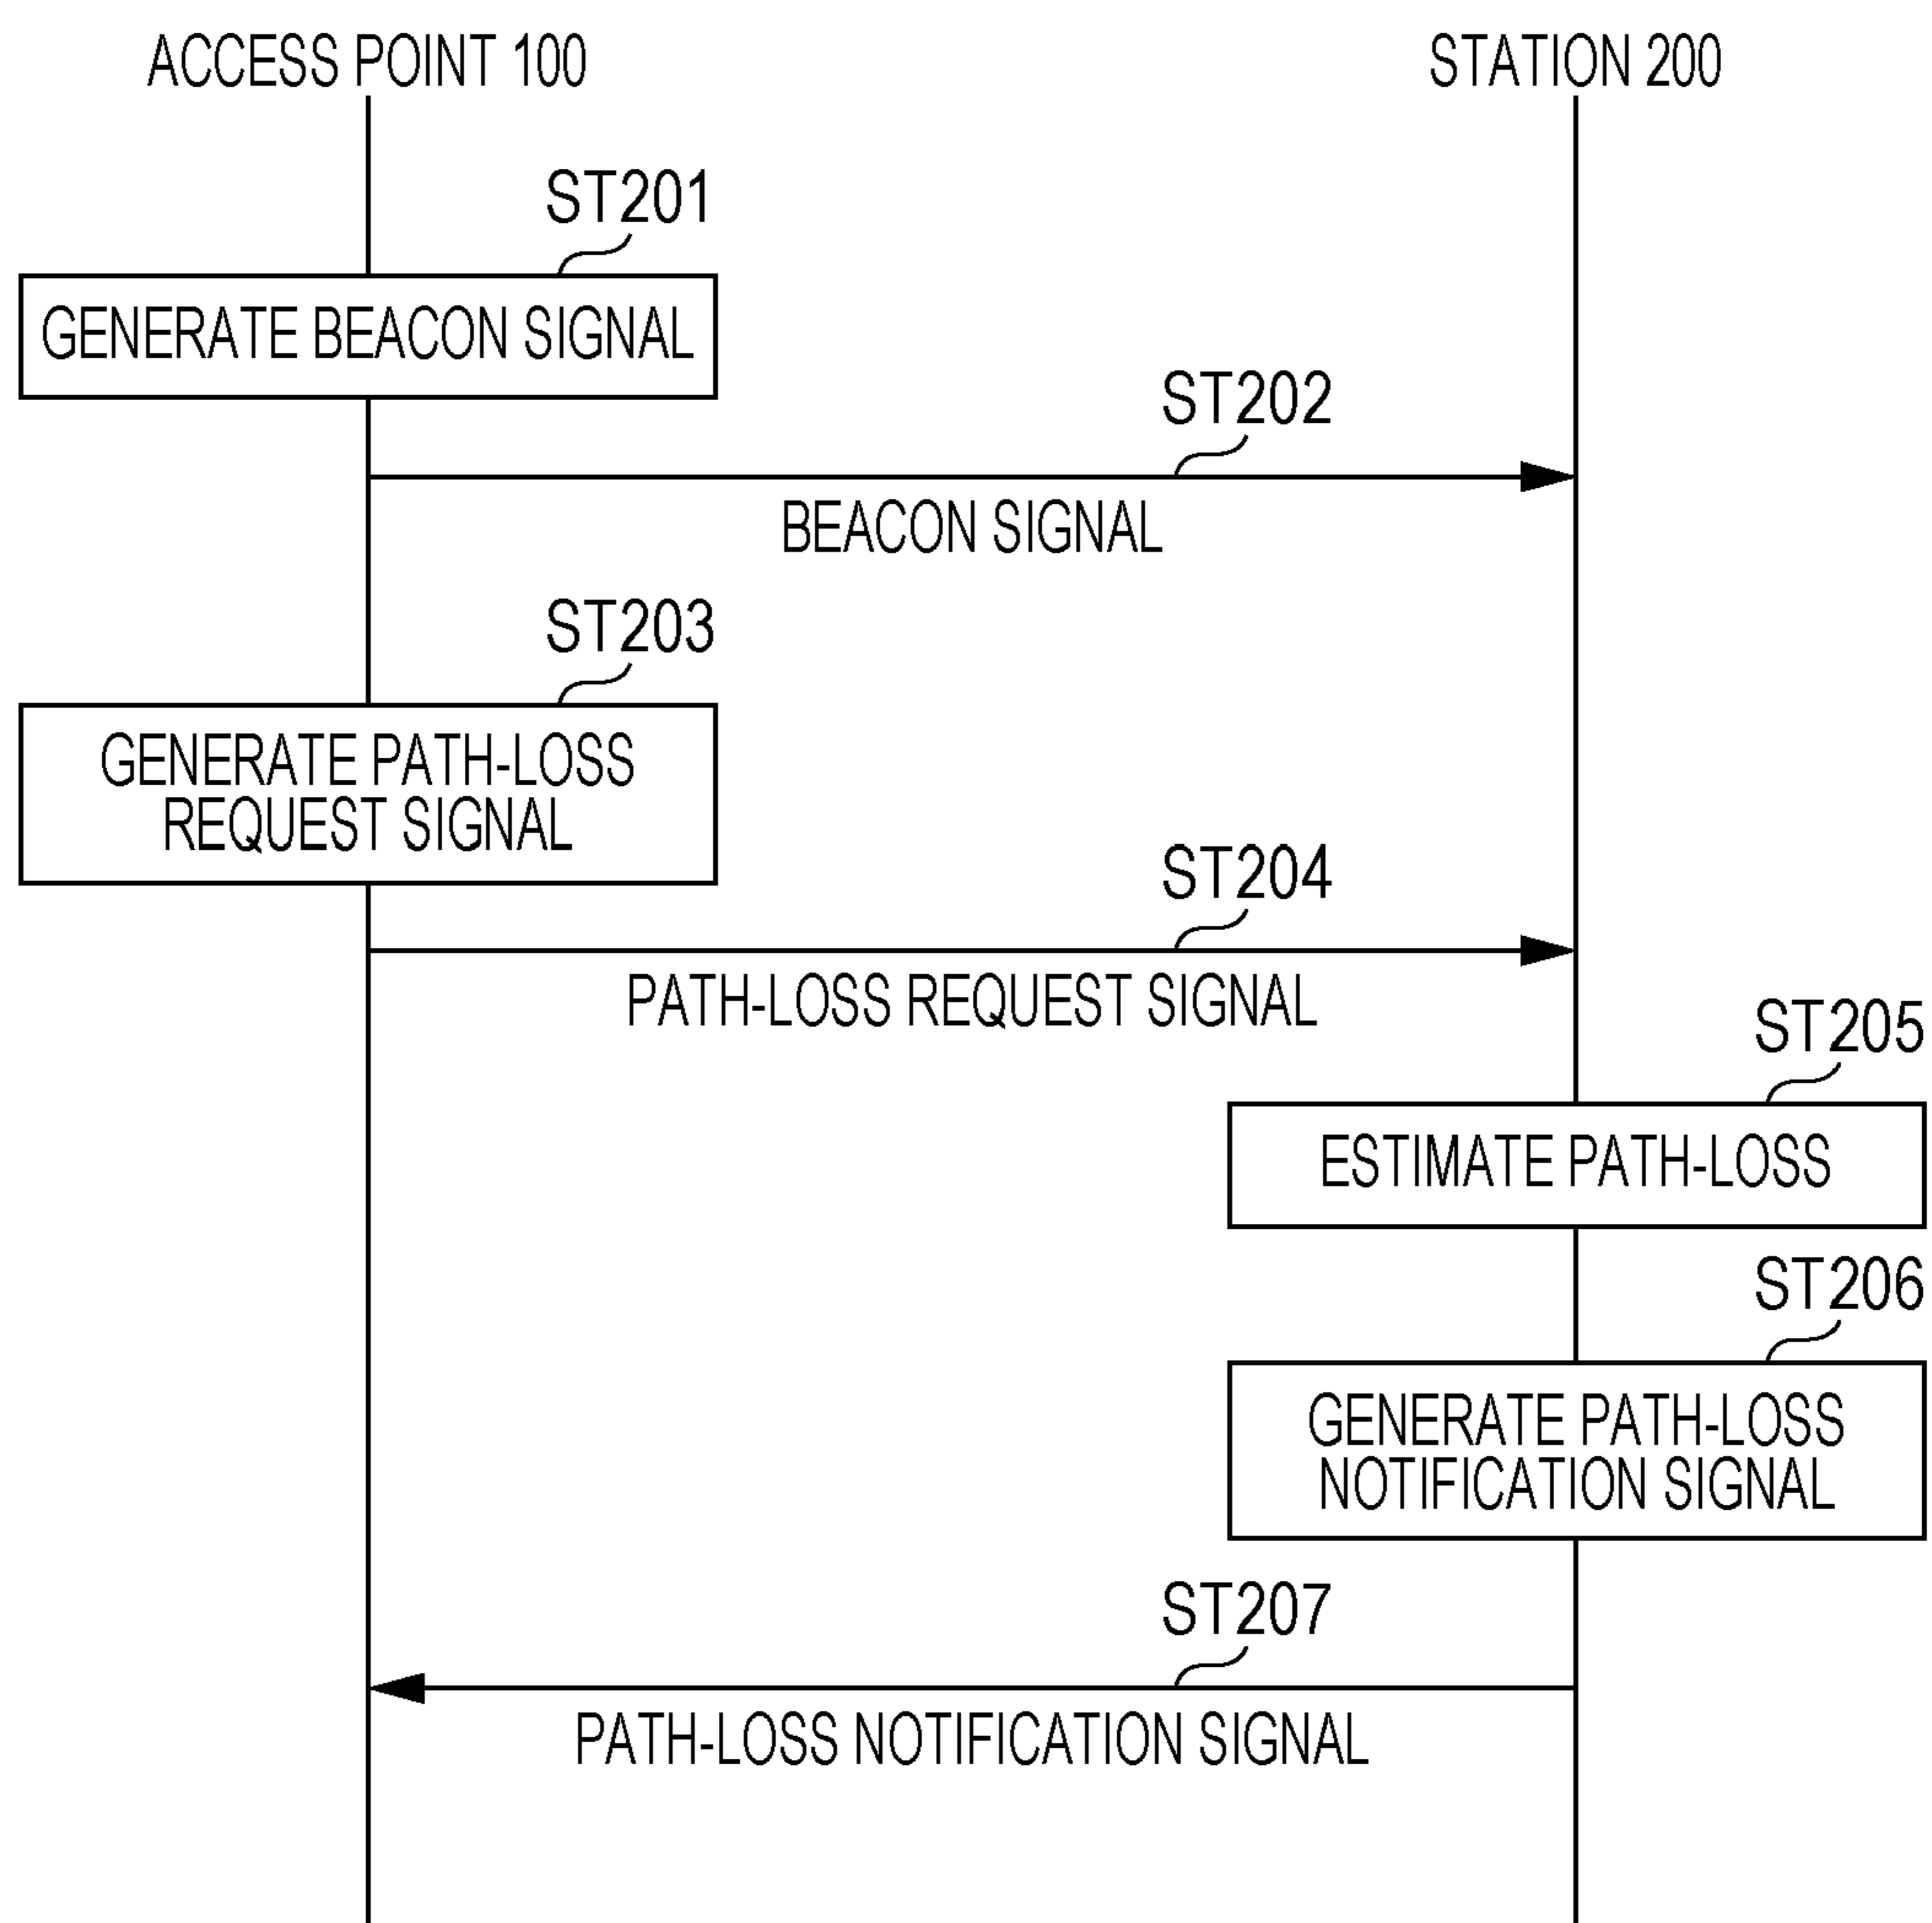 ACCESS POINT 100
STATION 200
ST201
GENERATE BEACON SIGNAL
ST202
BEACON SIGNAL
ST203
GENERATE PATH-LOSS
REQUEST SIGNAL
ST204
PATH-LOSS REQUEST SIGNAL
ST205
ESTIMATE PATH-LOSS
ST206
GENERATE PATH-LOSS
NOTIFICATION SIGNAL
ST207
PATH-LOSS NOTIFICATION SIGNAL